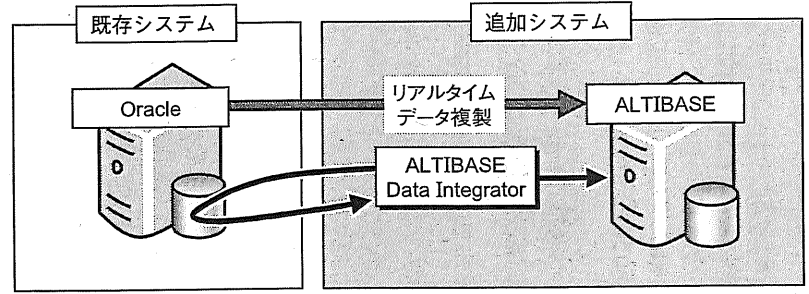 既存システム
追加システム
Oracle
リアルタイム
データ複製
ALTIBASE
ALTIBASE
Data Integrator